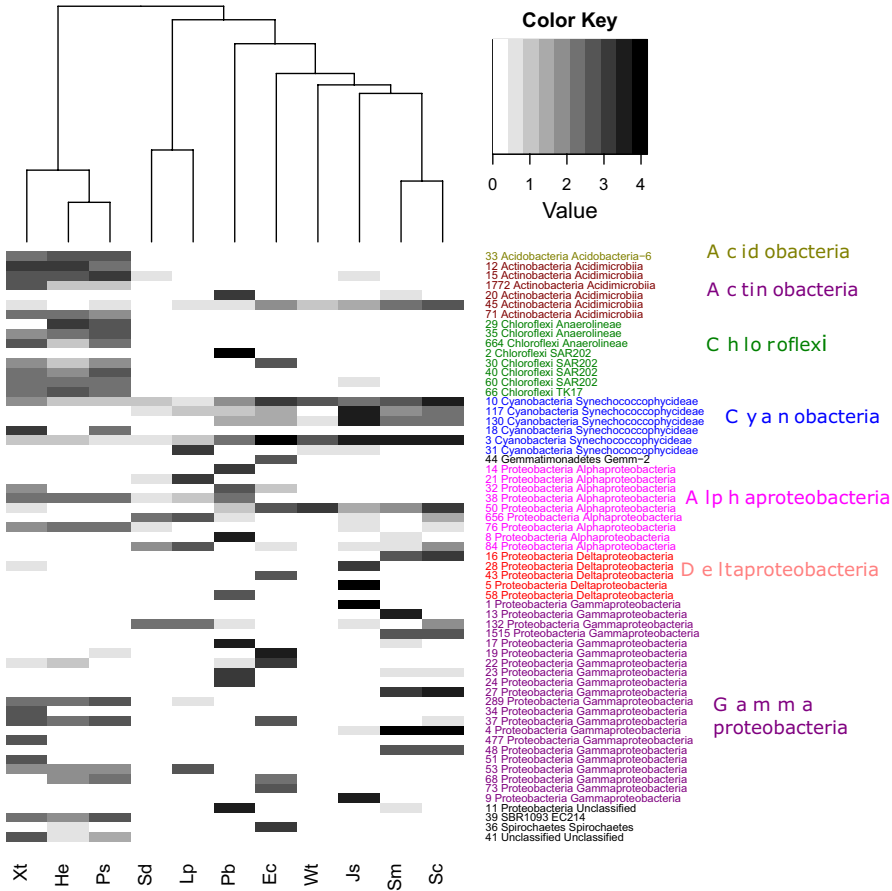 Color Key
0 1 2 3 4
Value
33 Acidobacteria Acidobacteria−6
12 Actinobacteria Acidimicrobiia
15 Actinobacteria Acidimicrobiia
1772 Actinobacteria Acidimicrobiia
20 Actinobacteria Acidimicrobiia
45 Actinobacteria Acidimicrobiia
71 Actinobacteria Acidimicrobiia
29 Chloroflexi Anaerolineae
35 Chloroflexi Anaerolineae
664 Chloroflexi Anaerolineae
2 Chloroflexi SAR202
30 Chloroflexi SAR202
40 Chloroflexi SAR202
60 Chloroflexi SAR202
66 Chloroflexi TK17
10 Cyanobacteria Synechococcophycideae
117 Cyanobacteria Synechococcophycideae
130 Cyanobacteria Synechococcophycideae
18 Cyanobacteria Synechococcophycideae
3 Cyanobacteria Synechococcophycideae
31 Cyanobacteria Synechococcophycideae
44 Gemmatimonadetes Gemm−2
14 Proteobacteria Alphaproteobacteria
21 Proteobacteria Alphaproteobacteria
32 Proteobacteria Alphaproteobacteria
38 Proteobacteria Alphaproteobacteria
50 Proteobacteria Alphaproteobacteria
656 Proteobacteria Alphaproteobacteria
76 Proteobacteria Alphaproteobacteria
8 Proteobacteria Alphaproteobacteria
84 Proteobacteria Alphaproteobacteria
16 Proteobacteria Deltaproteobacteria
28 Proteobacteria Deltaproteobacteria
43 Proteobacteria Deltaproteobacteria
5 Proteobacteria Deltaproteobacteria
58 Proteobacteria Deltaproteobacteria
1 Proteobacteria Gammaproteobacteria
13 Proteobacteria Gammaproteobacteria
132 Proteobacteria Gammaproteobacteria
1515 Proteobacteria Gammaproteobacteria
17 Proteobacteria Gammaproteobacteria
19 Proteobacteria Gammaproteobacteria
22 Proteobacteria Gammaproteobacteria
23 Proteobacteria Gammaproteobacteria
24 Proteobacteria Gammaproteobacteria
27 Proteobacteria Gammaproteobacteria
289 Proteobacteria Gammaproteobacteria
34 Proteobacteria Gammaproteobacteria
37 Proteobacteria Gammaproteobacteria
4 Proteobacteria Gammaproteobacteria
477 Proteobacteria Gammaproteobacteria
48 Proteobacteria Gammaproteobacteria
51 Proteobacteria Gammaproteobacteria
53 Proteobacteria Gammaproteobacteria
68 Proteobacteria Gammaproteobacteria
73 Proteobacteria Gammaproteobacteria
9 Proteobacteria Gammaproteobacteria
11 Proteobacteria Unclassified
39 SBR1093 EC214
36 Spirochaetes Spirochaetes
41 Unclassified Unclassified
Acidobacteria
Actinobacteria
Chloroflexi
Cyanobacteria
Alphaproteobacteria
Deltaproteobacteria
Gamma
proteobacteria
Xt He Ps Sd Lp Pb Ec Wt Js Sm Sc